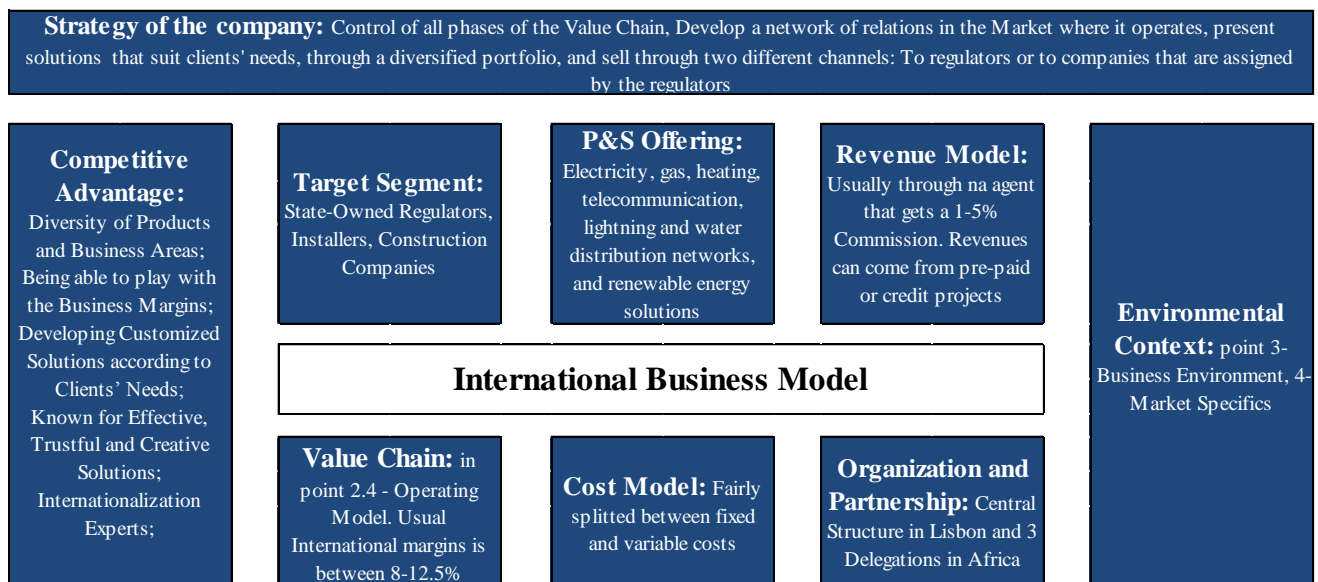 Strategy of the company: Control of all phases of the Value Chain, Develop a network of relations in the Market where it operates, present
solutions that suit clients' needs, through a diversified portfolio, and sell through two different channels: To regulators or to companies that are assigned
by the regulators
Competitive
Advantage:
Diversity of Products
and Business Areas;
Being able to play with
the Business Margins;
Developing Customized
Solutions according to
Clients’ Needs;
Known for Effective,
Trustful and Creative
Solutions;
Internationalization
Experts;
Target Segment:
State-Owned Regulators,
Installers, Construction
Companies
P&S Offering:
Electricity, gas, heating,
telecommunication,
lightning and water
distribution networks,
and renewable energy
solutions
Revenue Model:
Usually through na agent
that gets a 1-5%
Commission. Revenues
can come from pre-paid
or credit projects
Environmental
Context: point 3-
Business Environment, 4-
Market Specifics
International Business Model
Value Chain: in
point 2.4 - Operating
Model. Usual
International margins is
between 8-12.5%
Cost Model: Fairly
splitted between fixed
and variable costs
Organization and
Partnership: Central
Structure in Lisbon and 3
Delegations in Africa